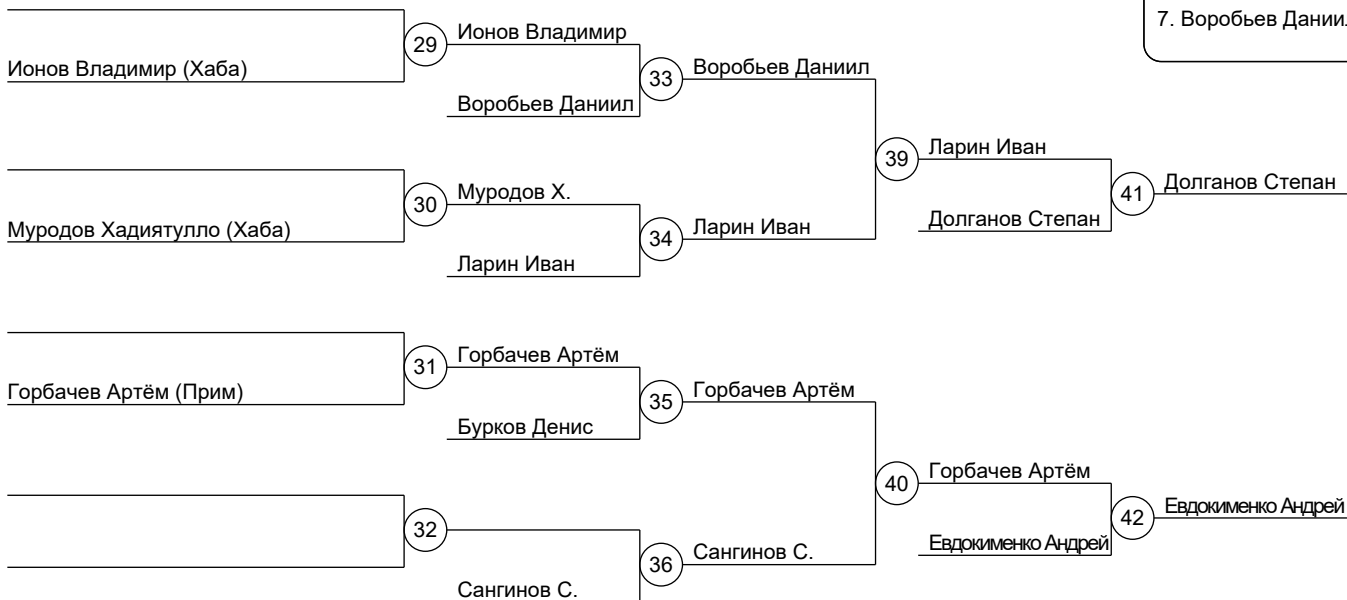 7. Воробьев Дании
29
Ионов Владимир
Ионов Владимир (Хаба)
33
Воробьев Даниил
Воробьев Даниил
39
Ларин Иван
41
Долганов Степан
Долганов Степан
30
Муродов Х.
Муродов Хадиятулло (Хаба)
34
Ларин Иван
Ларин Иван
31
Горбачев Артём
Горбачев Артём (Прим)
35
Горбачев Артём
Бурков Денис
40
Горбачев Артём
42
Евдокименко Андрей
Евдокименко Андрей
32
36
Сангинов С.
Сангинов С.